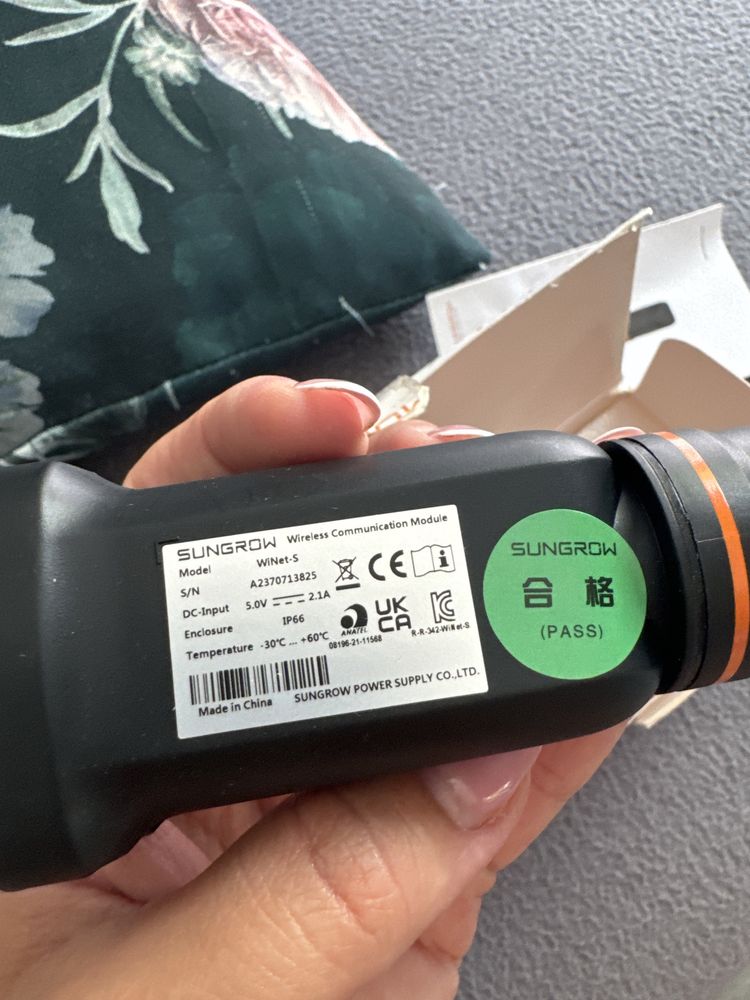 SUNGROW Wireless Communication Module
Model WiNet-S
S/N A2370713825
DC-Input 5.0V 2.1A
Enclosure IP66
Temperature -30℃ ... +60℃
CE
ANATEL
08196-21-11568
UK
CA
R-R-342-WiNet-S
Made in China SUNGROW POWER SUPPLY CO.,LTD.
SUNGROW
合格
(PASS)